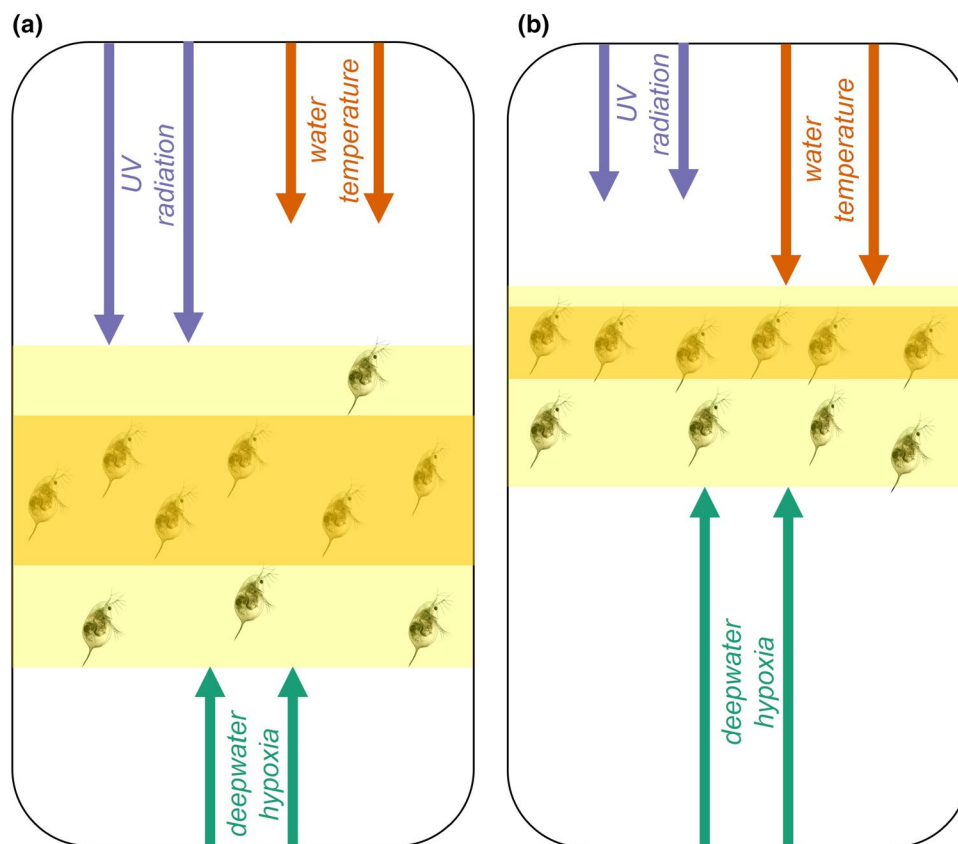 (a)
UV
radiation
water
temperature
deepwater
hypoxia
(b)
UV
radiation
water
temperature
deepwater
hypoxia